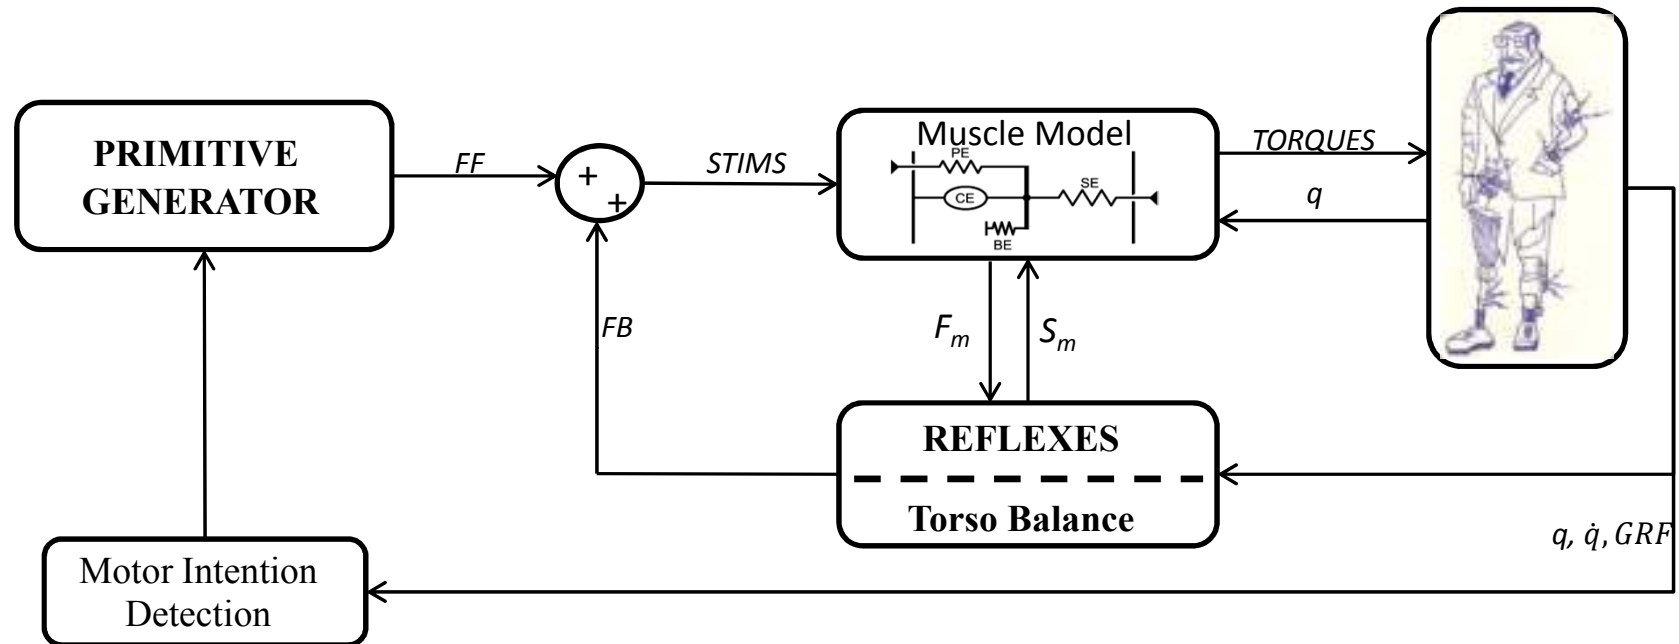 PRIMITIVE
GENERATOR
FF
+
+
STIMS
Muscle Model
PE
CE
SE
BE
TORQUES
q
FB
F_m
S_m
REFLEXES
Torso Balance
q, q̇, GRF
Motor Intention
Detection